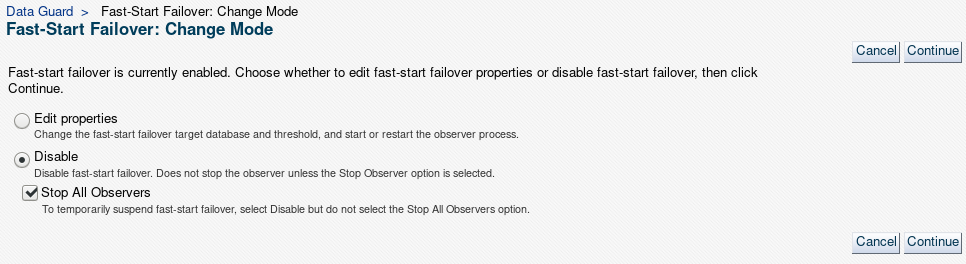 Data Guard > Fast-Start Failover: Change Mode
Fast-Start Failover: Change Mode
Cancel Continue
Fast-start failover is currently enabled. Choose whether to edit fast-start failover properties or disable fast-start failover, then click
Continue.
Edit properties
Change the fast-start failover target database and threshold, and start or restart the observer process.
Disable
Disable fast-start failover. Does not stop the observer unless the Stop Observer option is selected.
Stop All Observers
To temporarily suspend fast-start failover, select Disable but do not select the Stop All Observers option.
Cancel Continue